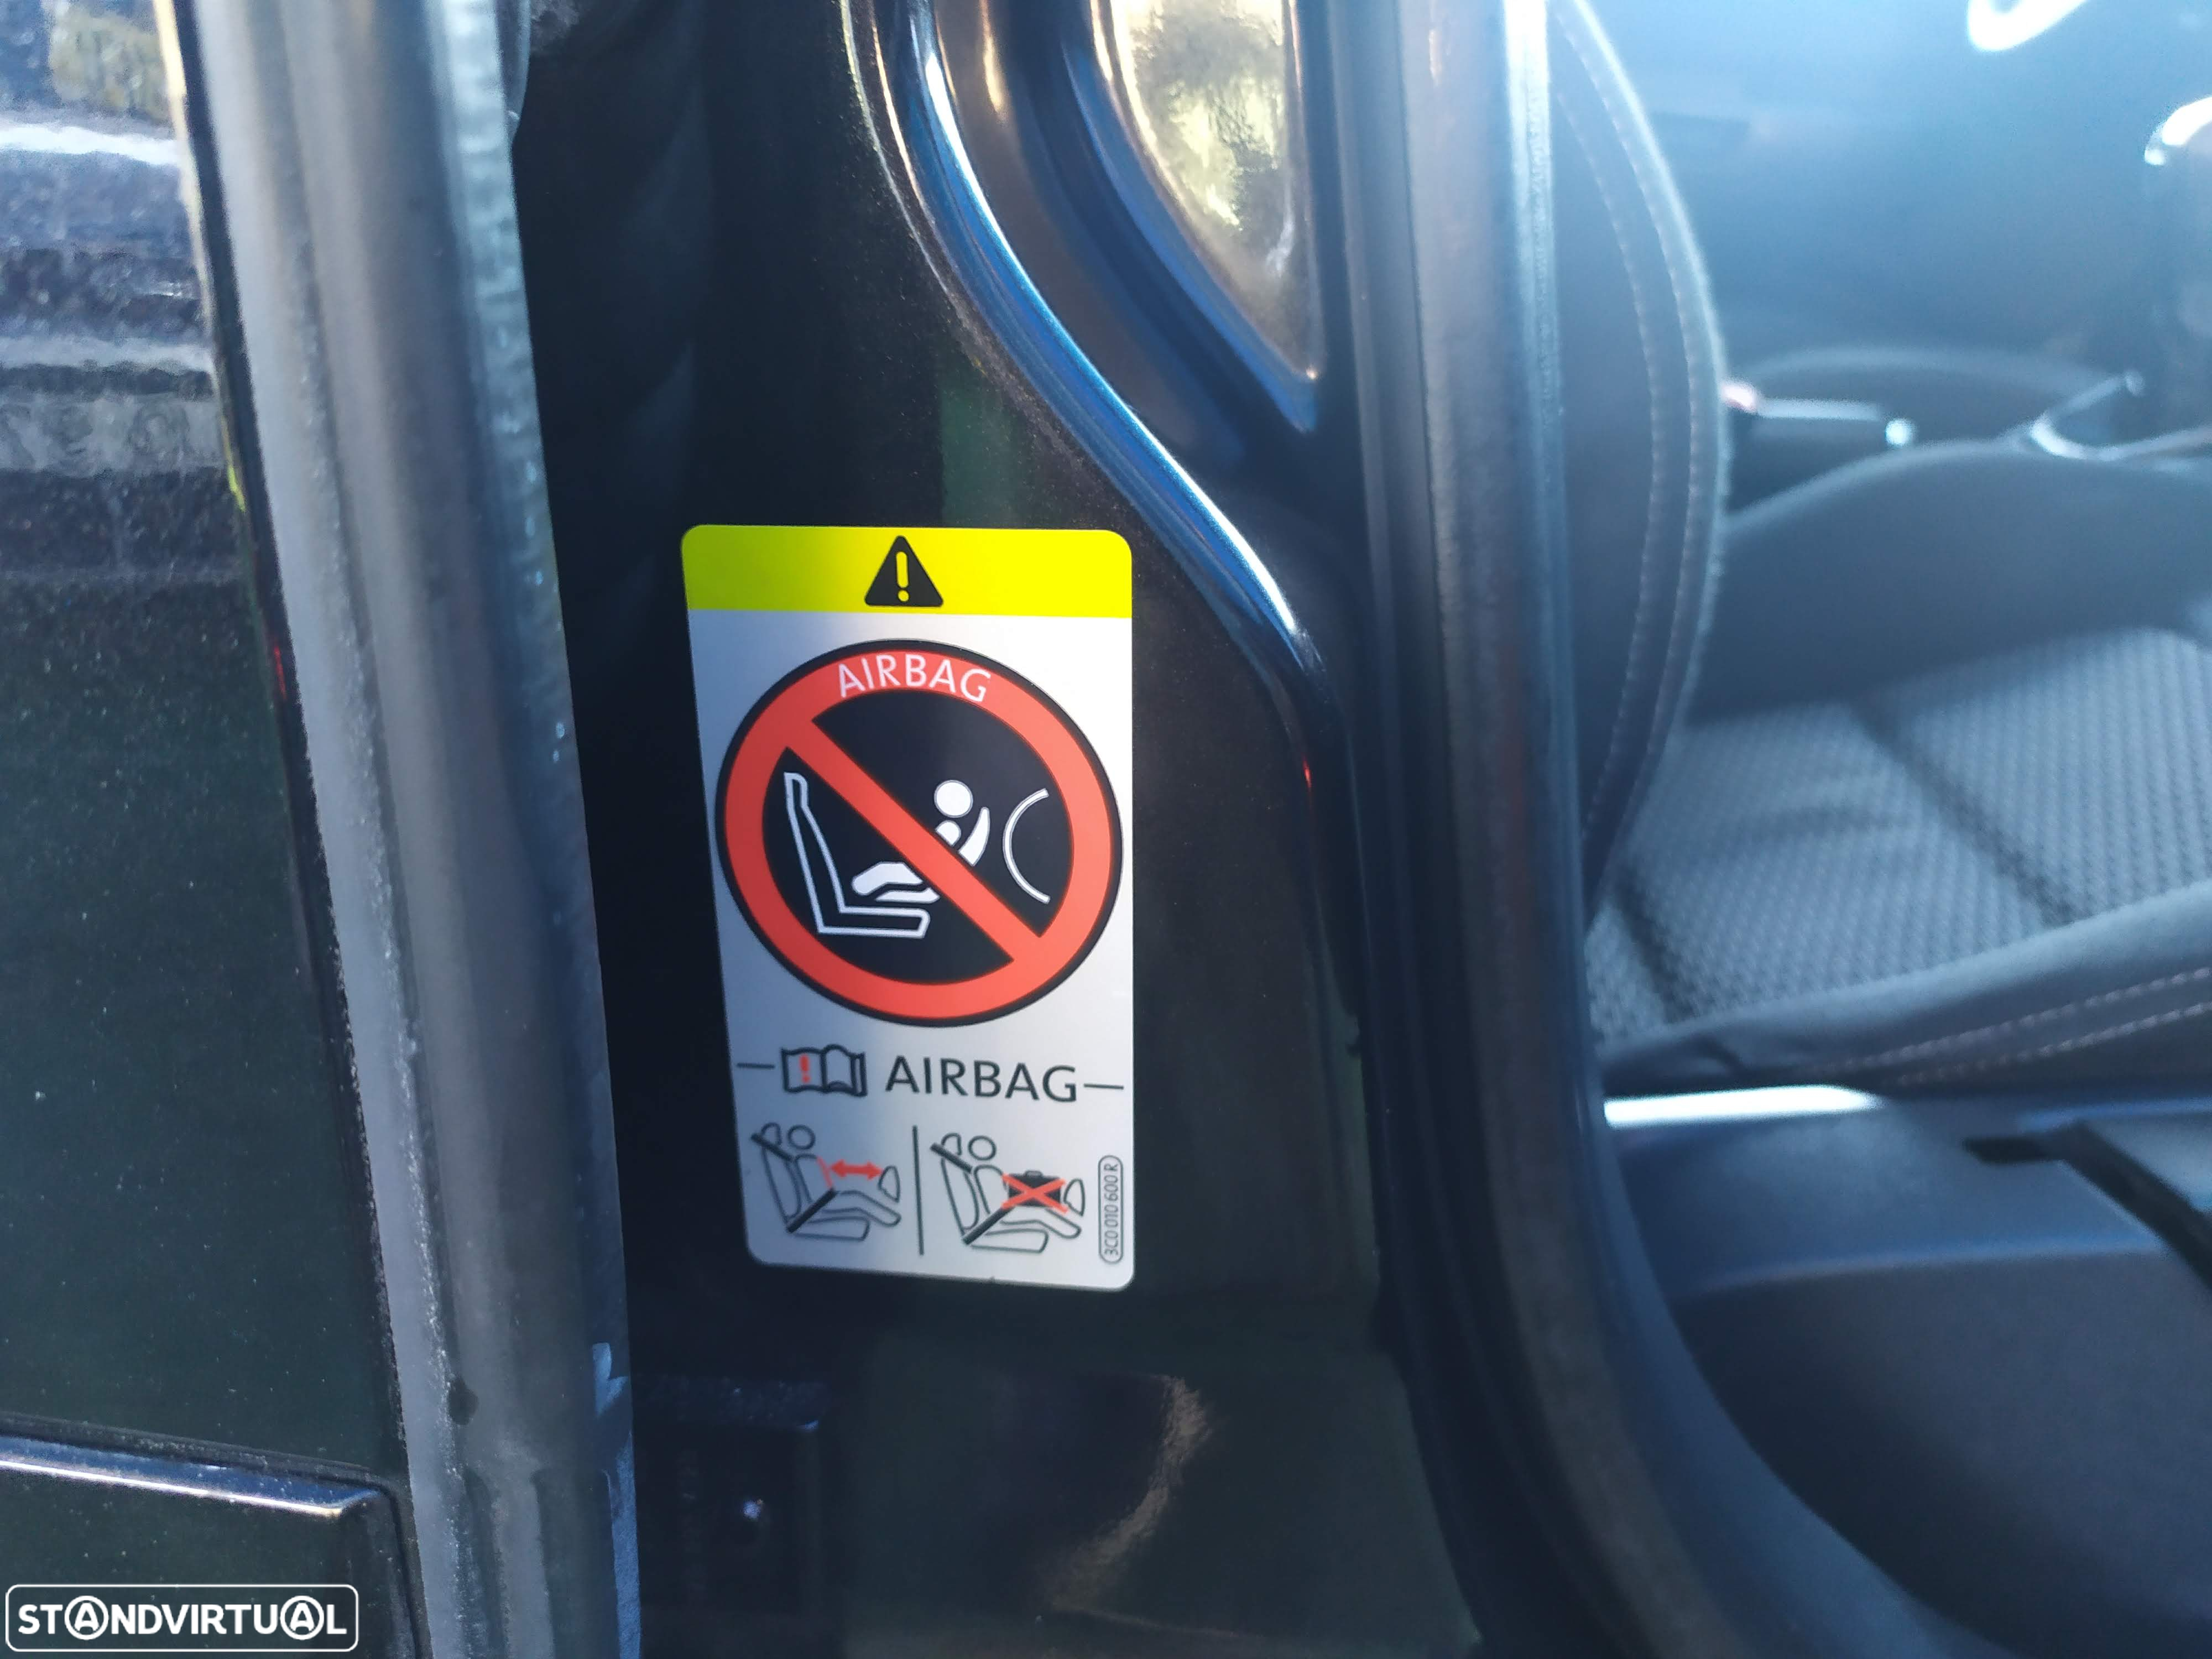 AIRBAG
AIRBAG
3C0 010 600 R
STANDVIRTUAL